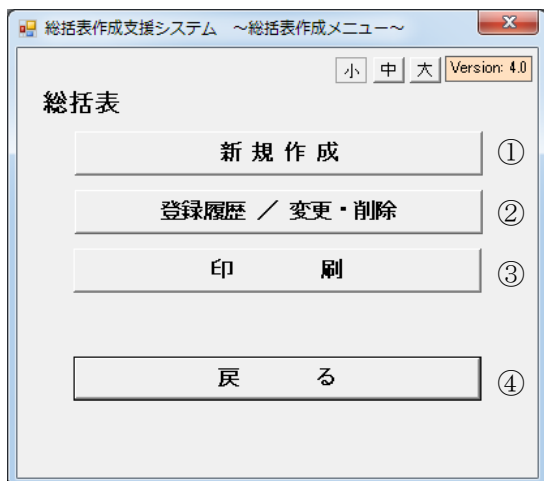 総括表作成支援システム ～総括表作成メニュー～
小 中 大 Version: 4.0
総括表
新規作成 ①
登録履歴 ／ 変更・削除 ②
印 刷 ③
戻 る ④